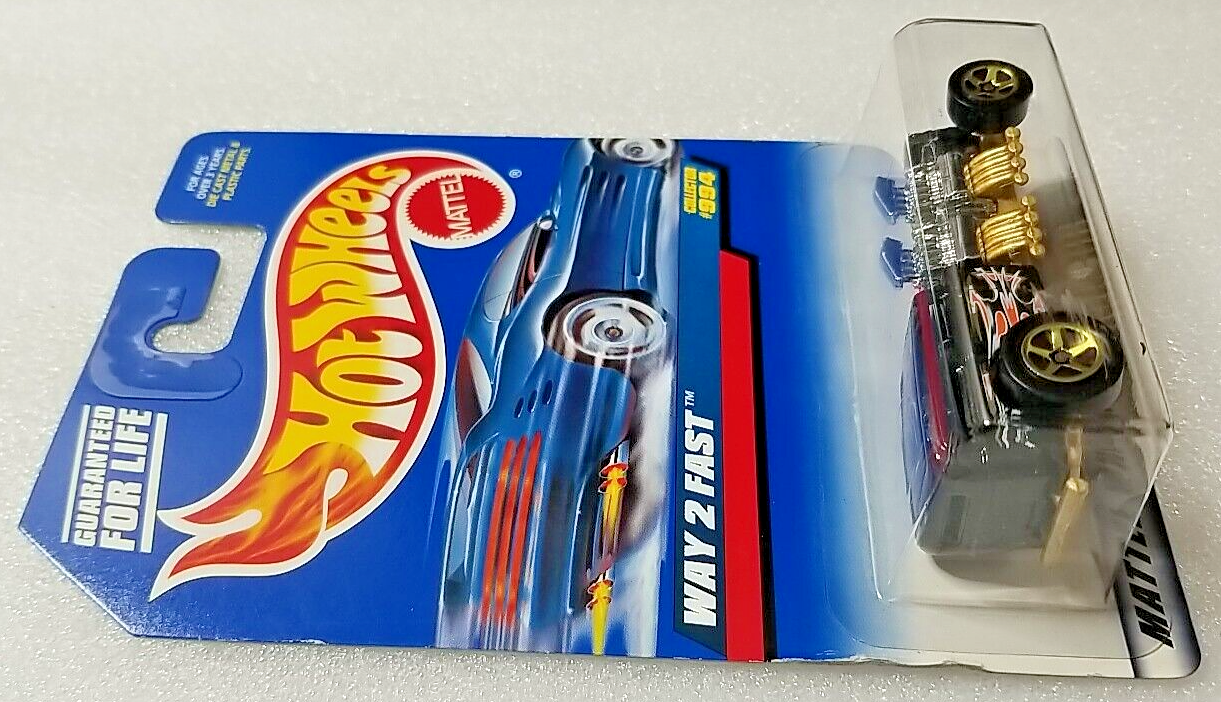 GUARANTEED
FOR LIFE
FOR AGES
OVER 3 YEARS
DIE CAST METAL &
PLASTIC PARTS
HOT WHEELS
MATTEL
®
COLLECTOR
#994
WAY 2 FAST™